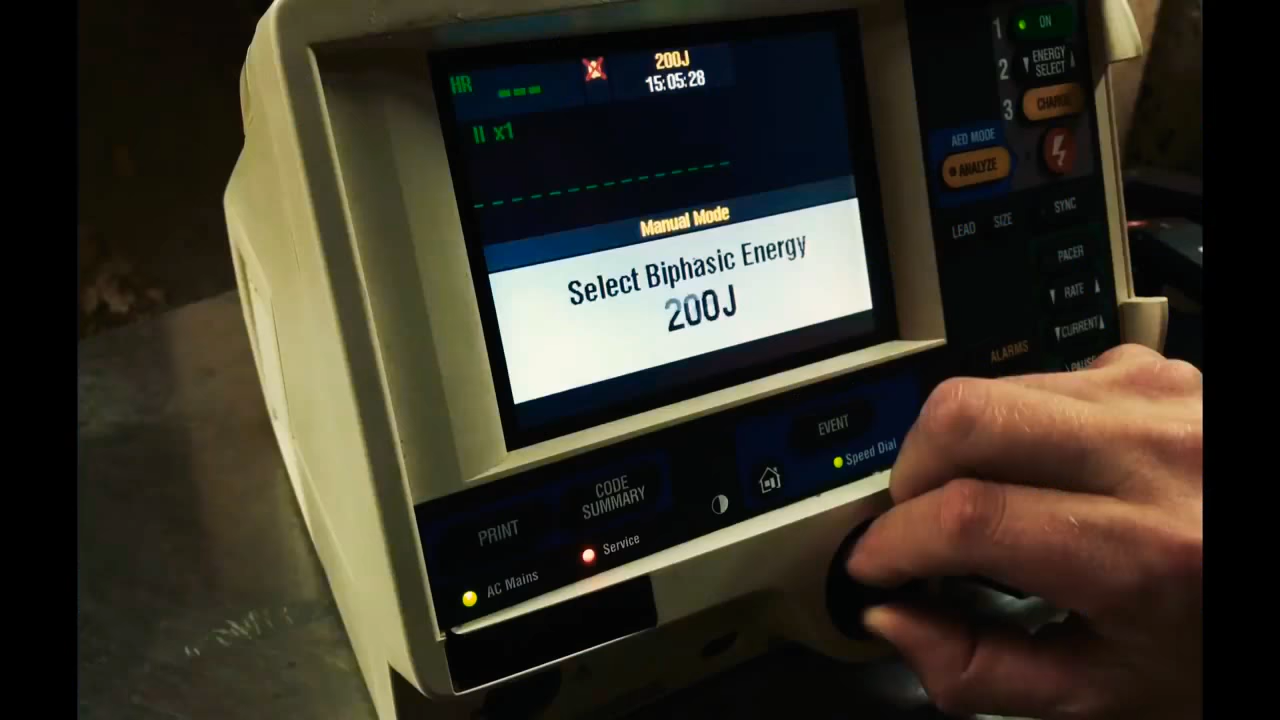 HR ---
200J
15:05:28
II x1
Manual Mode
Select Biphasic Energy
200J
1 ON
2 ENERGY
SELECT
3 CHARGE
AED MODE
ANALYZE
SYNC
LEAD SIZE
PACER
RATE
CURRENT
PAUSE
ALARMS
EVENT
Speed Dial
CODE
SUMMARY
PRINT
Service
AC Mains